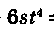 · 6st⁴ =